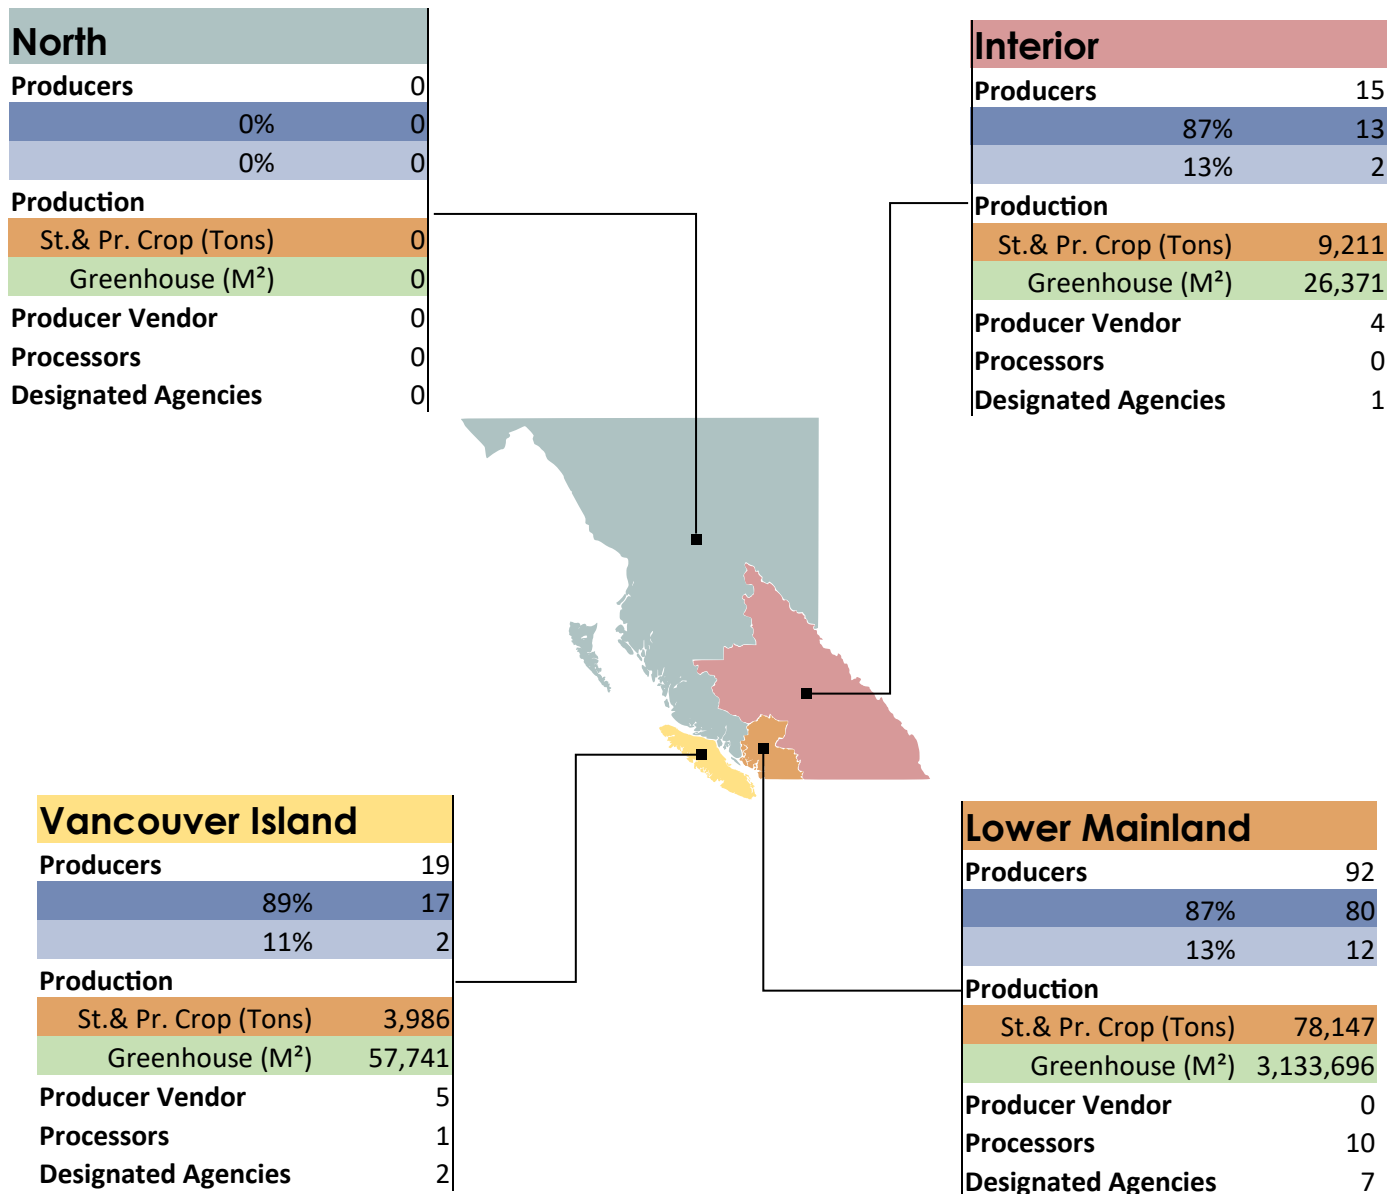 North
Producers 0
0% 0
0% 0
Production
St.& Pr. Crop (Tons) 0
Greenhouse (M²) 0
Producer Vendor 0
Processors 0
Designated Agencies 0
Interior
Producers 15
87% 13
13% 2
Production
St.& Pr. Crop (Tons) 9,211
Greenhouse (M²) 26,371
Producer Vendor 4
Processors 0
Designated Agencies 1
Vancouver Island
Producers 19
89% 17
11% 2
Production
St.& Pr. Crop (Tons) 3,986
Greenhouse (M²) 57,741
Producer Vendor 5
Processors 1
Designated Agencies 2
Lower Mainland
Producers 92
87% 80
13% 12
Production
St.& Pr. Crop (Tons) 78,147
Greenhouse (M²) 3,133,696
Producer Vendor 0
Processors 10
Designated Agencies 7